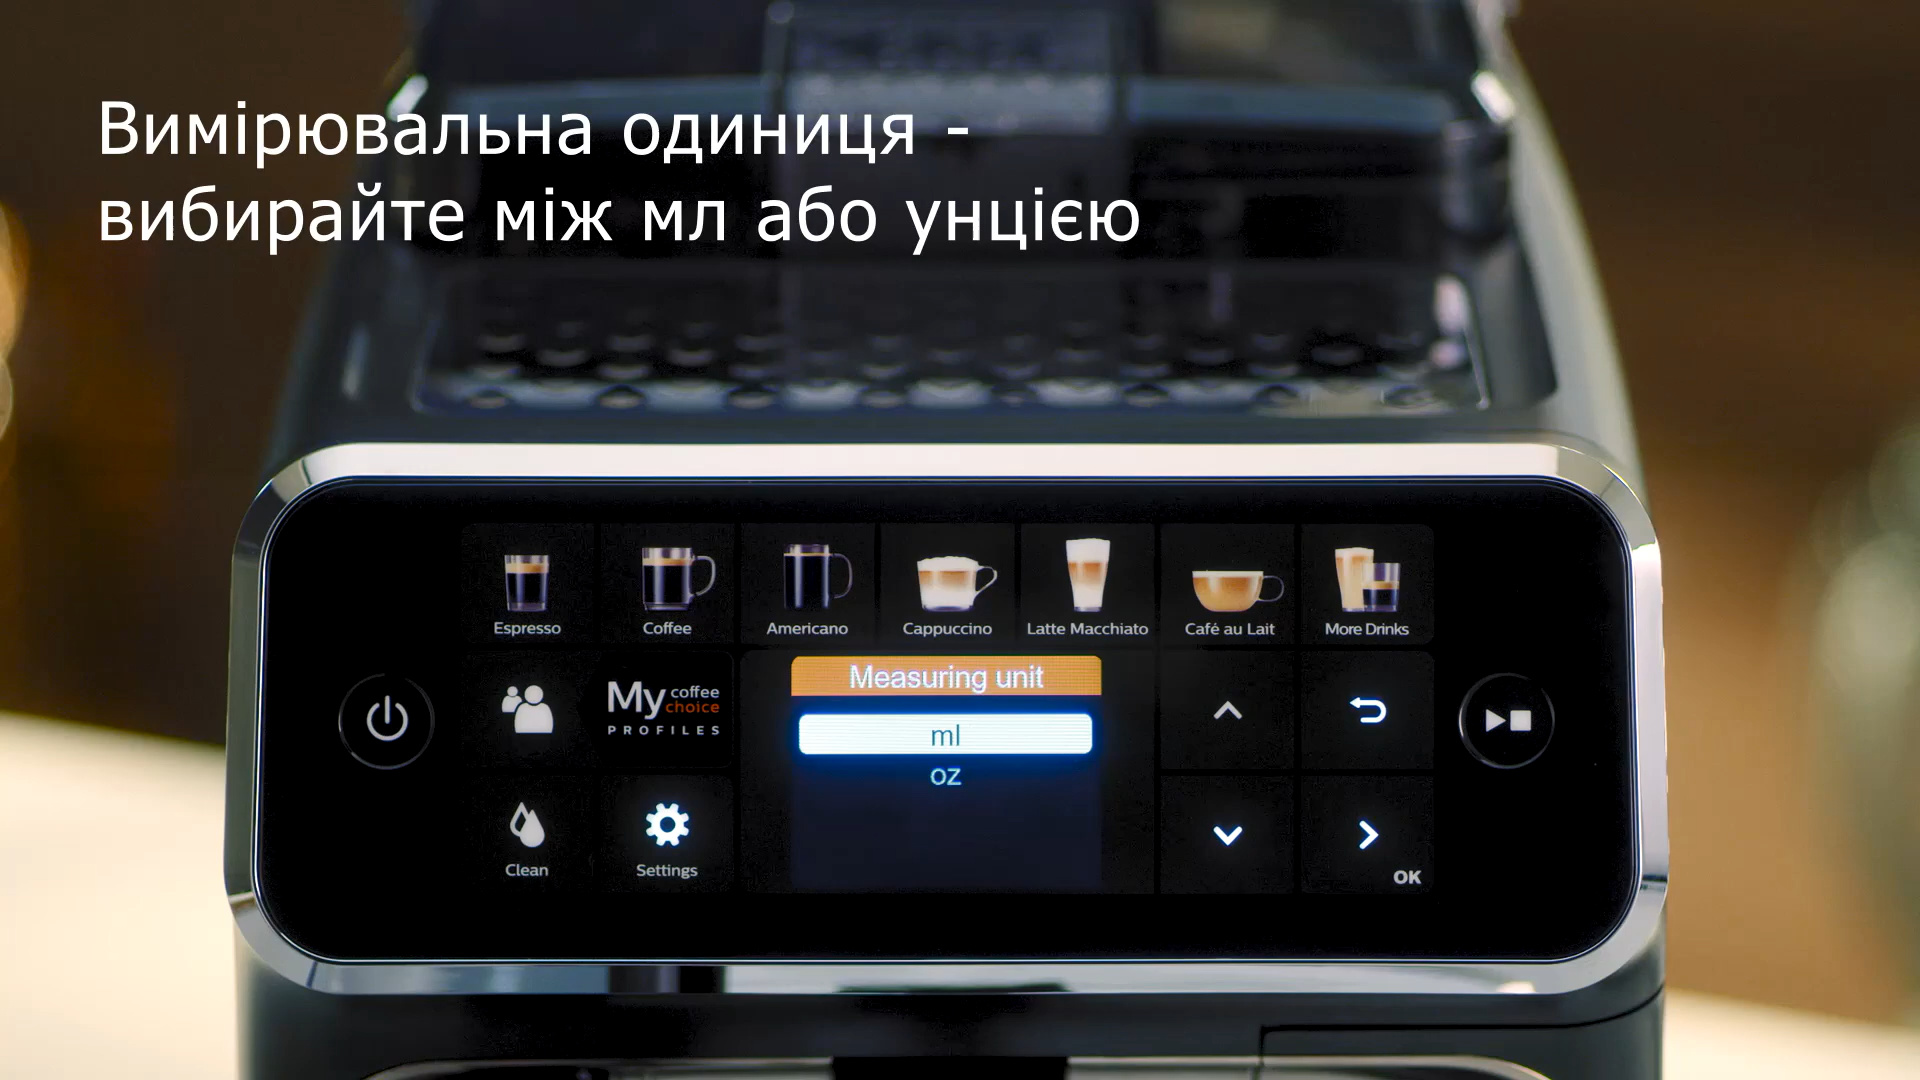 Вимірювальна одиниця -
вибирайте між мл або унцією
Espresso
Coffee
Americano
Cappuccino
Latte Macchiato
Café au Lait
More Drinks
My coffee choice
PROFILES
Measuring unit
ml
oz
Clean
Settings
OK